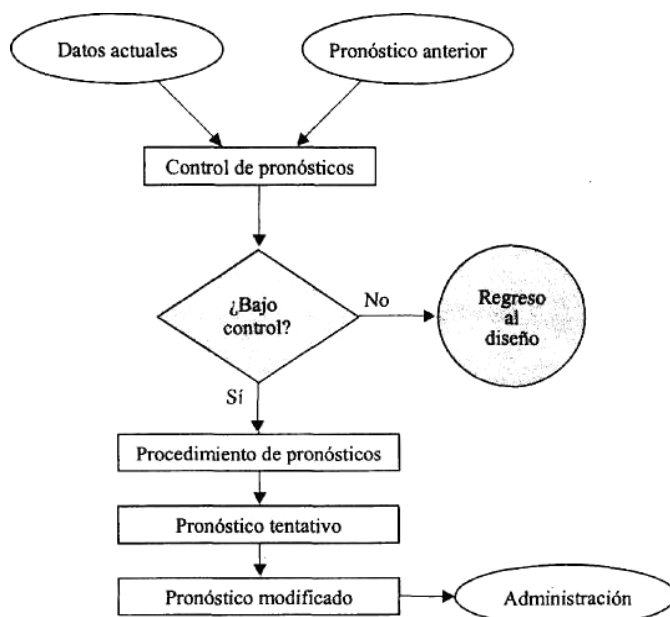 Datos actuales
Pronóstico anterior
Control de pronósticos
¿Bajo
control?
No
Regreso
al
diseño
Sí
Procedimiento de pronósticos
Pronóstico tentativo
Pronóstico modificado
Administración